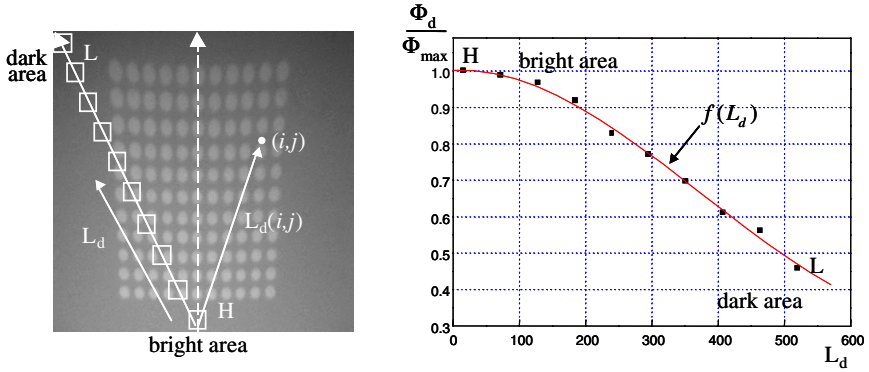 dark
area
L
(i,j)
L_d
L_d(i,j)
H
bright area
Φ_d
Φ_max
H
bright area
f(L_d)
L
dark area
1.0
0.9
0.8
0.7
0.6
0.5
0.4
0.3
0 100 200 300 400 500 600
L_d